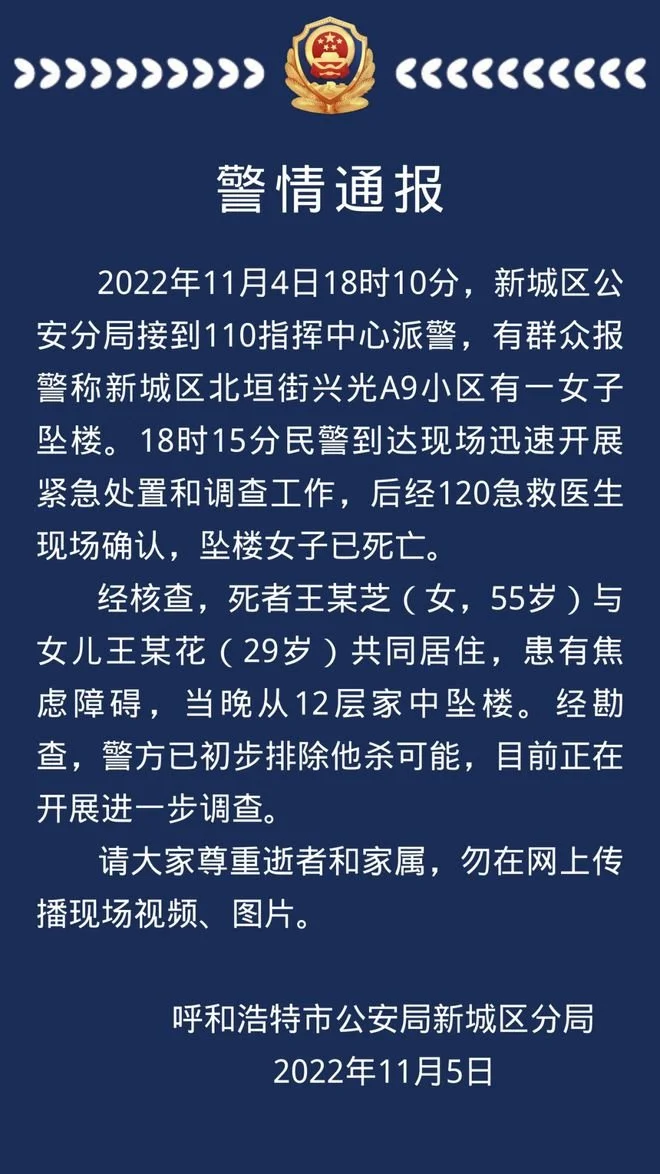 警情通报
2022年11月4日18时10分，新城区公
安分局接到110指挥中心派警，有群众报
警称新城区北垣街兴光A9小区有一女子
坠楼。18时15分民警到达现场迅速开展
紧急处置和调查工作，后经120急救医生
现场确认，坠楼女子已死亡。
经核查，死者王某芝（女，55岁）与
女儿王某花（29岁）共同居住，患有焦
虑障碍，当晚从12层家中坠楼。经勘
查，警方已初步排除他杀可能，目前正在
开展进一步调查。
请大家尊重逝者和家属，勿在网上传
播现场视频、图片。
呼和浩特市公安局新城区分局
2022年11月5日